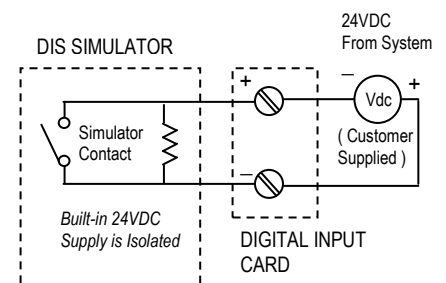 24VDC
From System
DIS SIMULATOR
+
–
+
Vdc
Simulator
Contact
( Customer
Supplied )
–
Built-in 24VDC
Supply is Isolated
DIGITAL INPUT
CARD